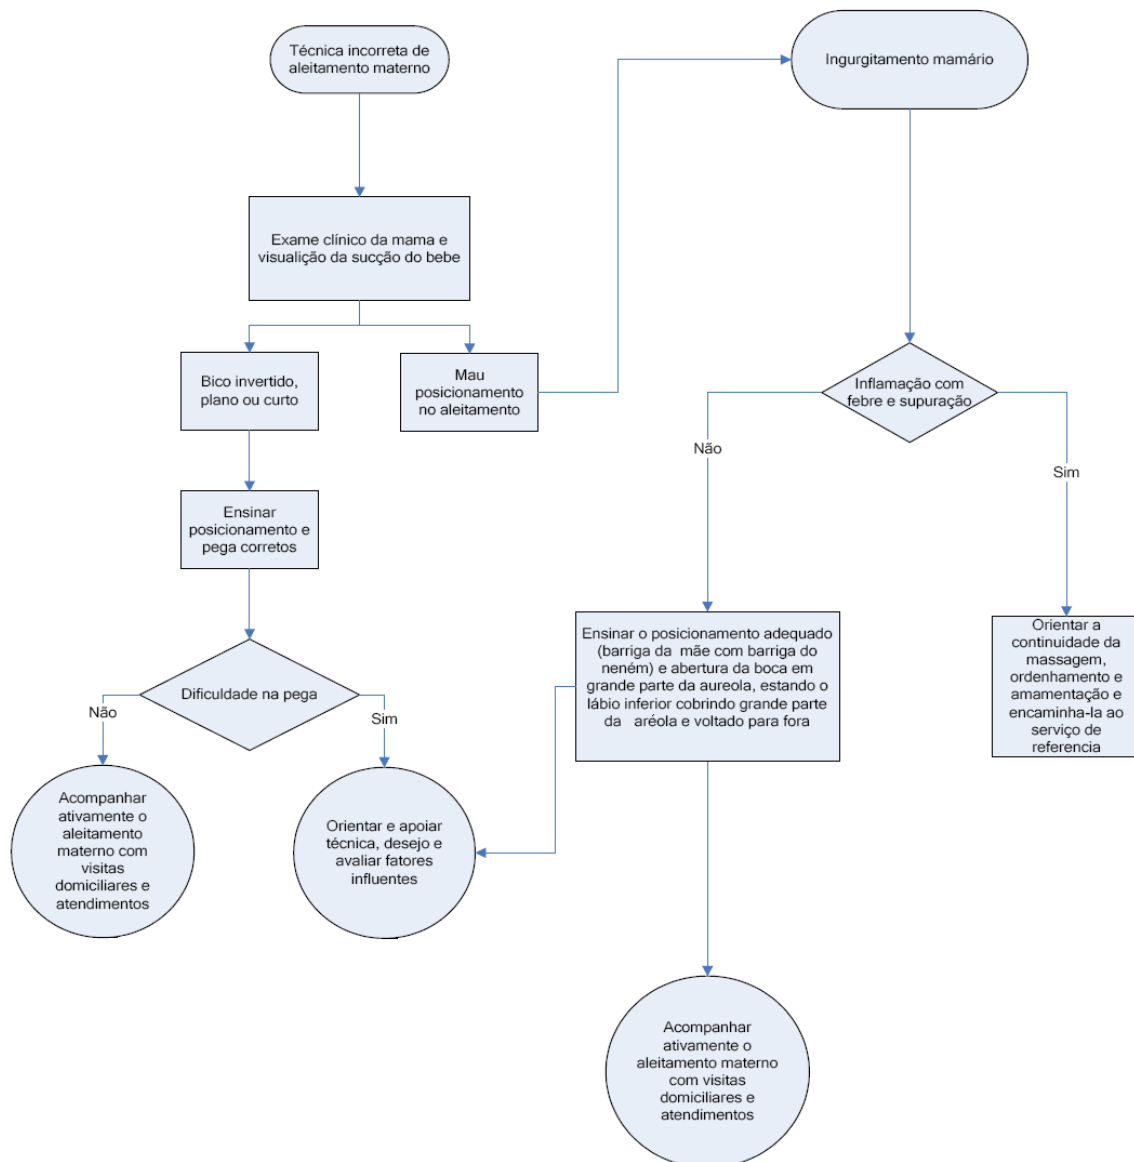 Técnica incorreta de
aleitamento materno
Ingurgitamento mamário
Exame clínico da mama e
visualição da sucção do bebe
Bico invertido,
plano ou curto
Mau
posicionamento
no aleitamento
Inflamação com
febre e supuração
Não
Sim
Ensinar
posicionamento e
pega corretos
Ensinar o posicionamento adequado
(barriga da mãe com barriga do
neném) e abertura da boca em
grande parte da aureola, estando o
lábio inferior cobrindo grande parte
da aréola e voltado para fora
Orientar a
continuidade da
massagem,
ordenhamento e
amamentação e
encaminha-la ao
serviço de
referencia
Dificuldade na pega
Não
Sim
Acompanhar
ativamente o
aleitamento
materno com
visitas
domiciliares e
atendimentos
Orientar e apoiar
técnica, desejo e
avaliar fatores
influentes
Acompanhar
ativamente o
aleitamento materno
com visitas
domiciliares e
atendimentos